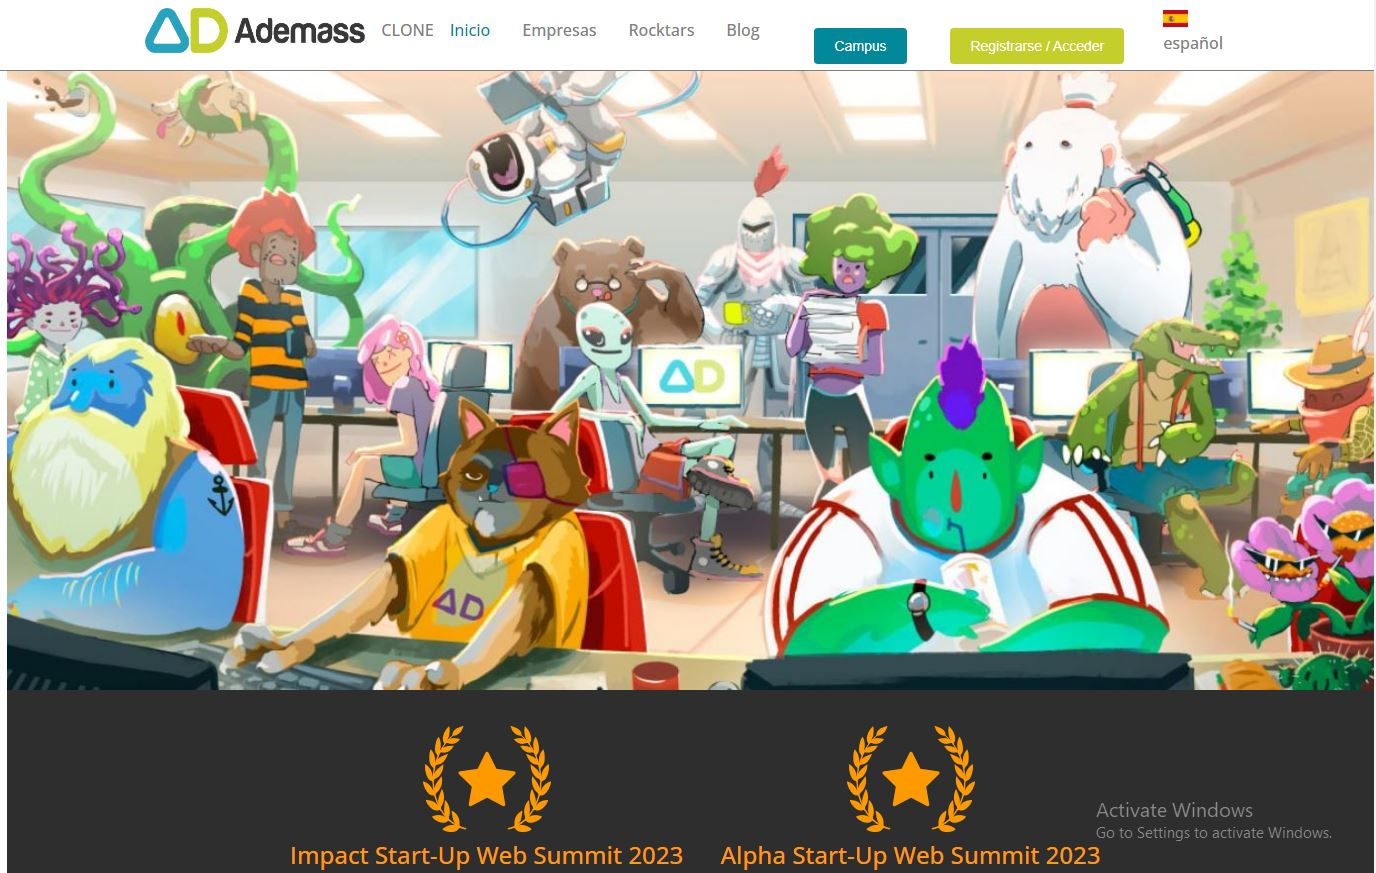 Ademass
CLONE
Inicio
Empresas
Rocktars
Blog
Campus
Registrarse / Acceder
español
AD
AD
Impact Start-Up Web Summit 2023
Alpha Start-Up Web Summit 2023
Activate Windows
Go to Settings to activate Windows.